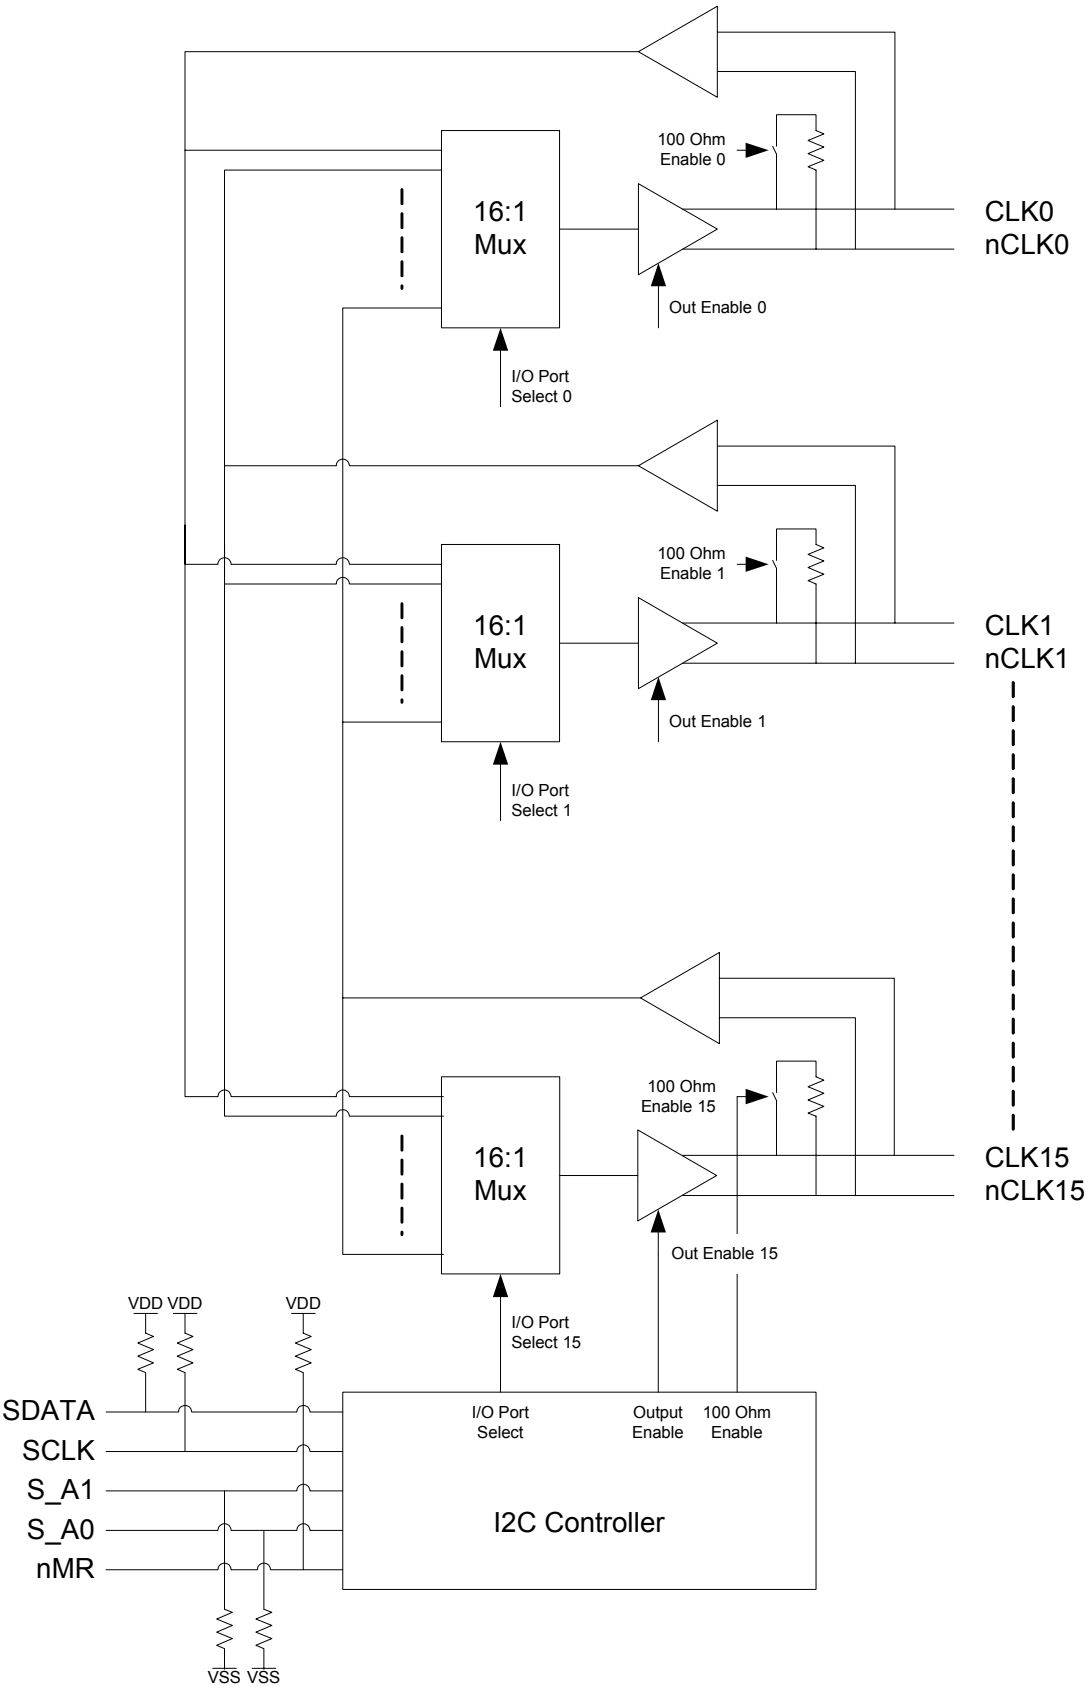 100 Ohm
Enable 0
16:1
Mux
CLK0
nCLK0
Out Enable 0
I/O Port
Select 0
100 Ohm
Enable 1
16:1
Mux
CLK1
nCLK1
Out Enable 1
I/O Port
Select 1
100 Ohm
Enable 15
16:1
Mux
CLK15
nCLK15
Out Enable 15
I/O Port
Select 15
VDD
VDD
VDD
SDATA
SCLK
S_A1
S_A0
nMR
I/O Port
Select
Output
Enable
100 Ohm
Enable
I2C Controller
VSS
VSS